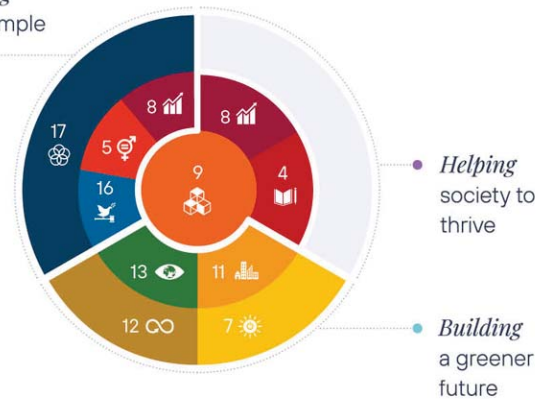 mple
8
8
17
5
9
4
16
Helping
society to
thrive
13
11
12
7
Building
a greener
future